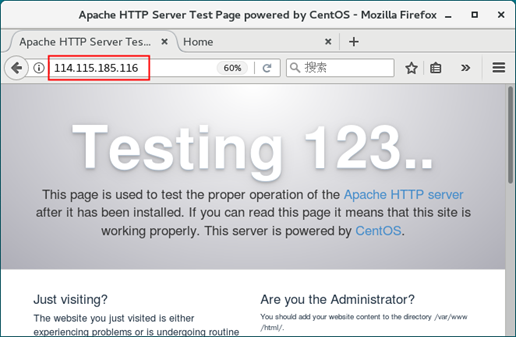 Apache HTTP Server Test Page powered by CentOS - Mozilla Firefox
Apache HTTP Server Tes... × Home × +
114.115.185.116 60% 搜索
Testing 123..
This page is used to test the proper operation of the Apache HTTP server
after it has been installed. If you can read this page it means that this site is
working properly. This server is powered by CentOS.
Just visiting?
The website you just visited is either
experiencing problems or is undergoing routine
Are you the Administrator?
You should add your website content to the directory /var/www
/html/.